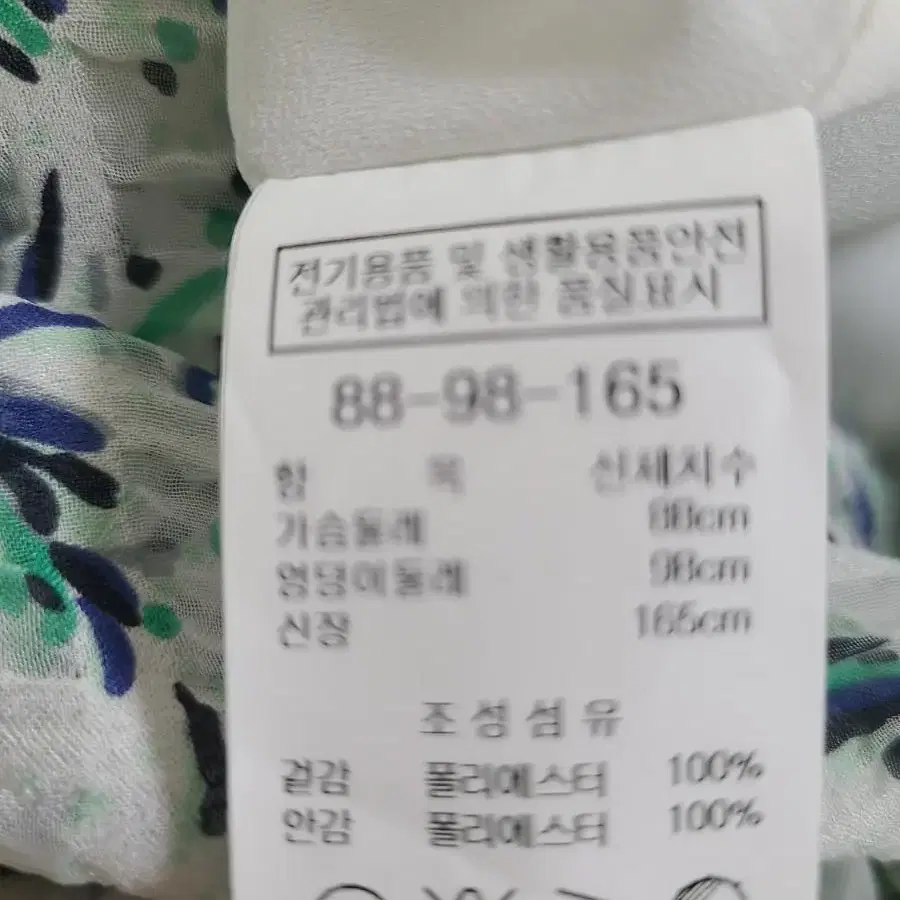 전기용품 및 생활용품안전
관리법에 의한 품질표시
88-98-165
항 목 신체치수
가슴둘레 88cm
엉덩이둘레 98cm
신장 165cm
조성섬유
겉감 폴리에스터 100%
안감 폴리에스터 100%